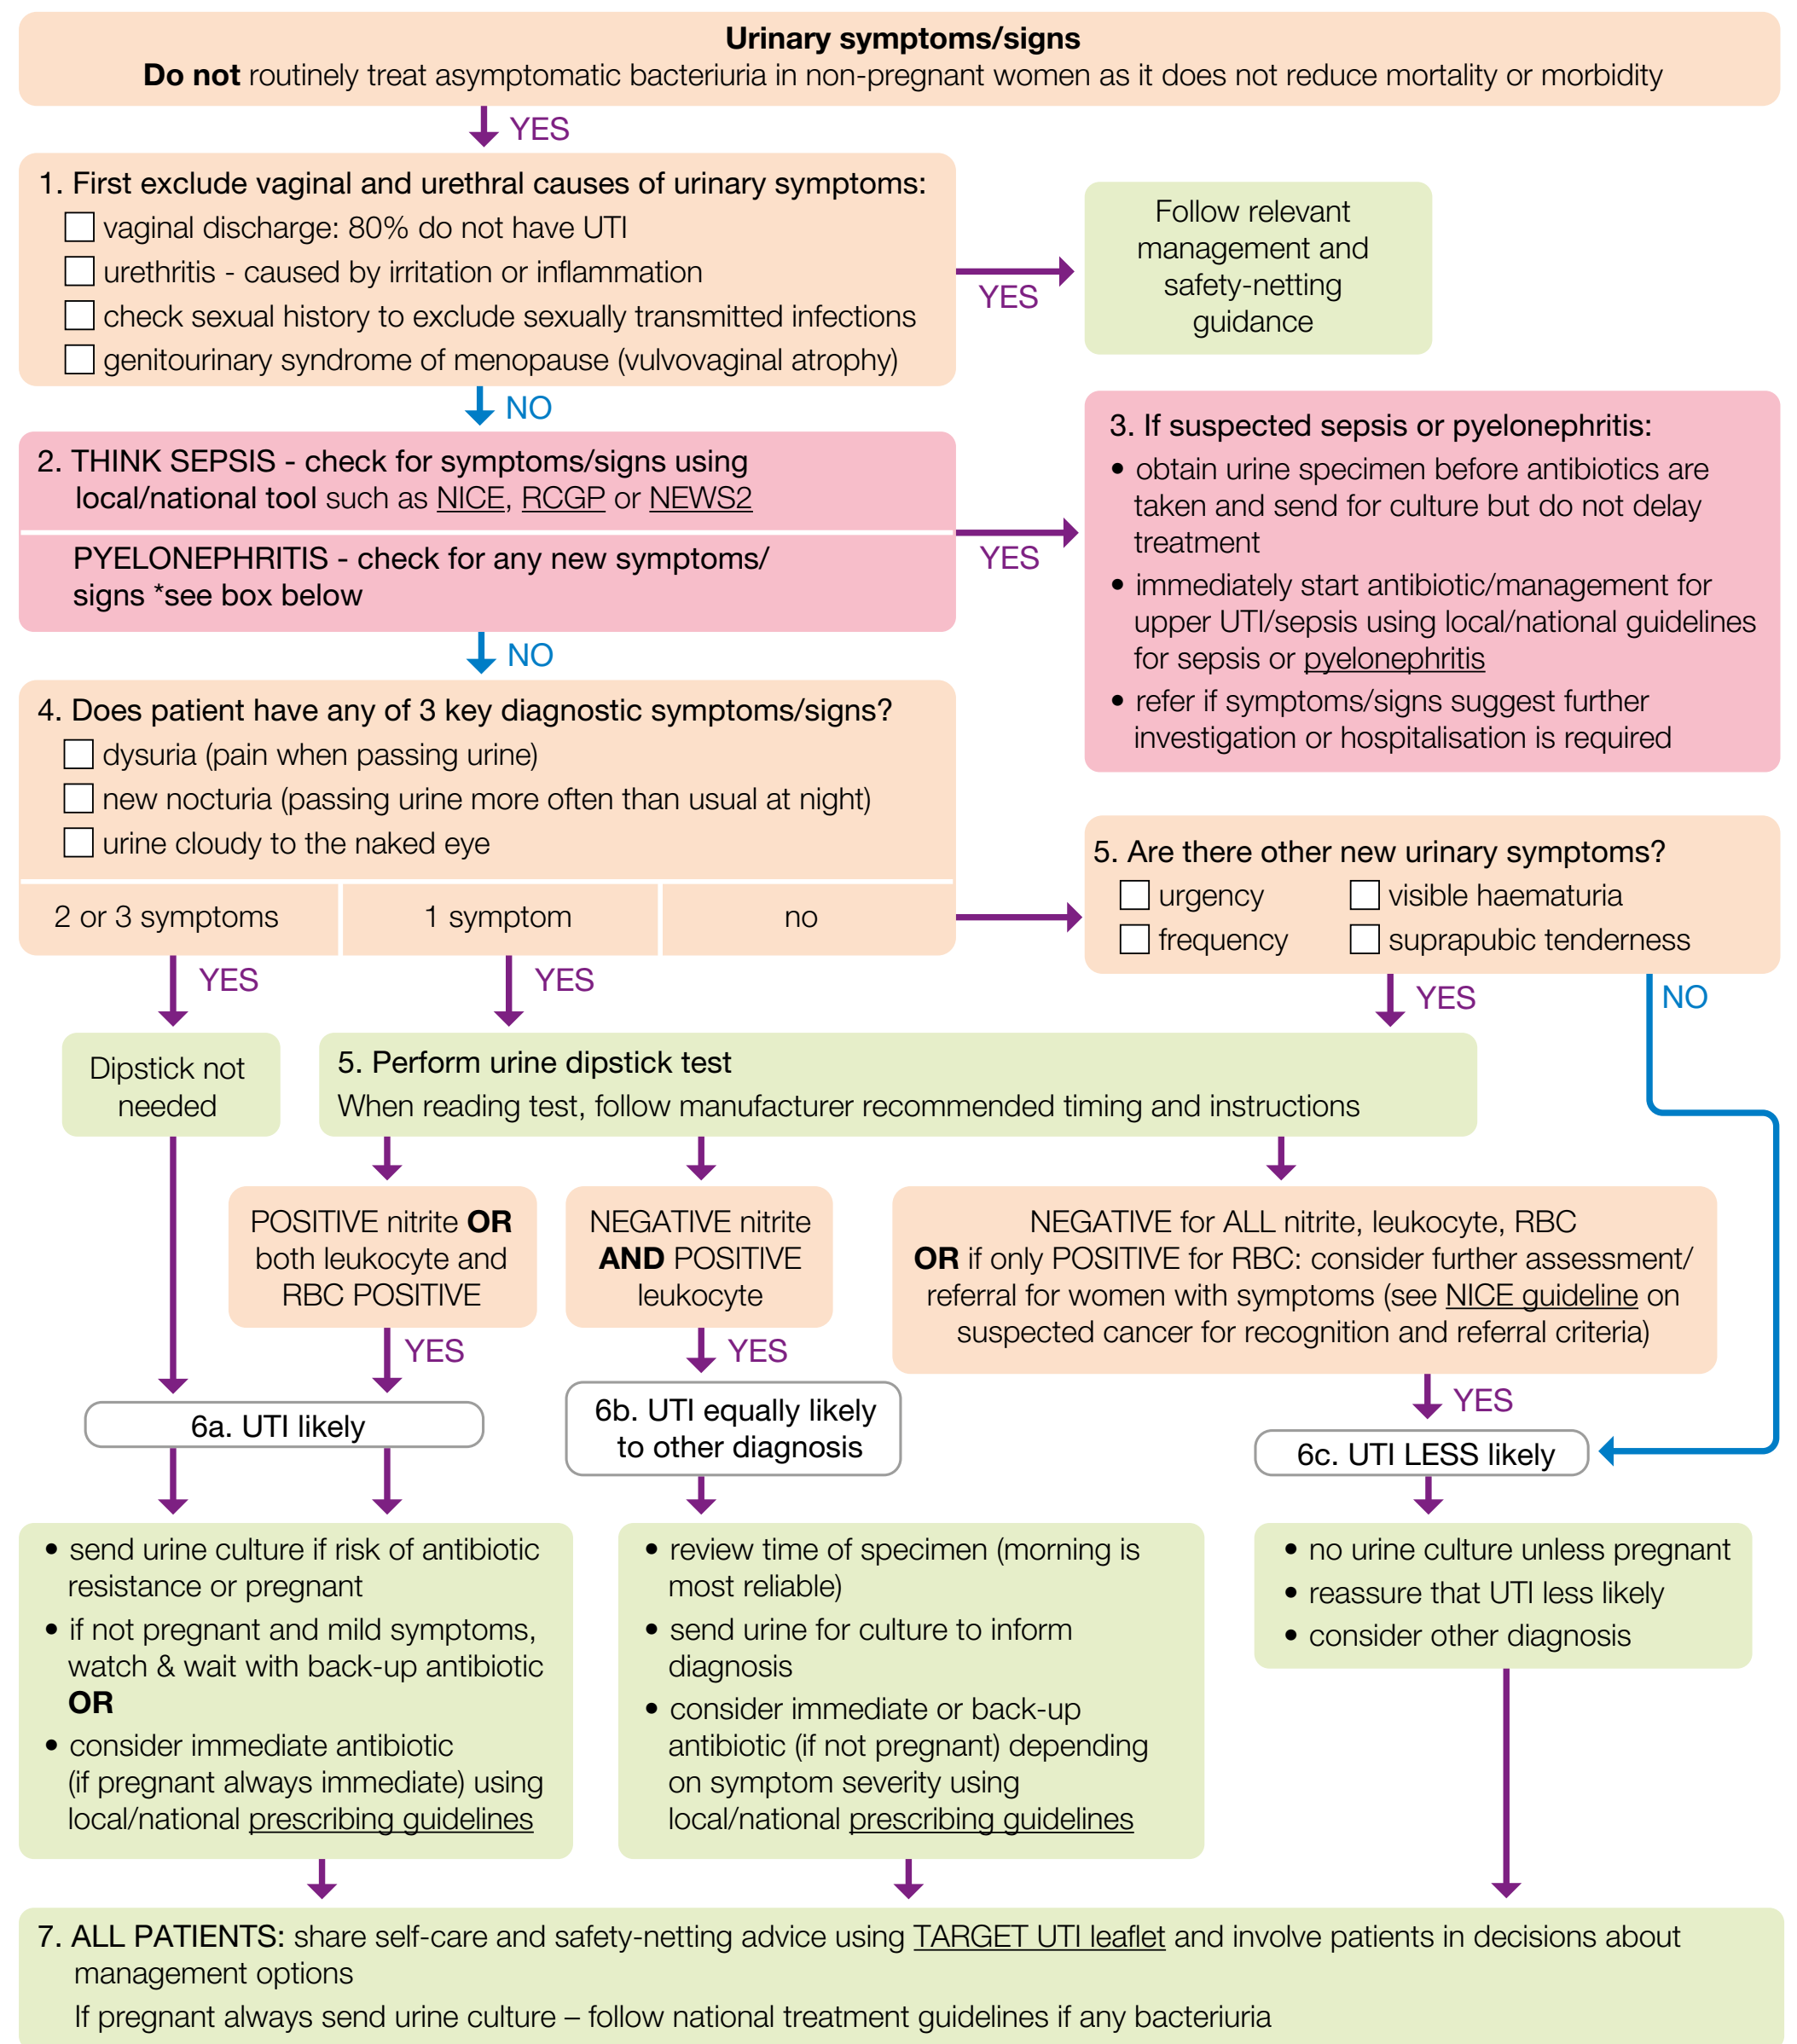 Urinary symptoms/signs
Do not routinely treat asymptomatic bacteriuria in non-pregnant women as it does not reduce mortality or morbidity
YES
1. First exclude vaginal and urethral causes of urinary symptoms:
vaginal discharge: 80% do not have UTI
urethritis - caused by irritation or inflammation
check sexual history to exclude sexually transmitted infections
genitourinary syndrome of menopause (vulvovaginal atrophy)
YES
Follow relevant
management and
safety-netting
guidance
NO
2. THINK SEPSIS - check for symptoms/signs using
local/national tool such as NICE, RCGP or NEWS2
PYELONEPHRITIS - check for any new symptoms/
signs *see box below
YES
3. If suspected sepsis or pyelonephritis:
• obtain urine specimen before antibiotics are
taken and send for culture but do not delay
treatment
• immediately start antibiotic/management for
upper UTI/sepsis using local/national guidelines
for sepsis or pyelonephritis
• refer if symptoms/signs suggest further
investigation or hospitalisation is required
NO
4. Does patient have any of 3 key diagnostic symptoms/signs?
dysuria (pain when passing urine)
new nocturia (passing urine more often than usual at night)
urine cloudy to the naked eye
2 or 3 symptoms
1 symptom
no
5. Are there other new urinary symptoms?
urgency
visible haematuria
frequency
suprapubic tenderness
YES
YES
YES
NO
Dipstick not
needed
5. Perform urine dipstick test
When reading test, follow manufacturer recommended timing and instructions
POSITIVE nitrite OR
both leukocyte and
RBC POSITIVE
NEGATIVE nitrite
AND POSITIVE
leukocyte
NEGATIVE for ALL nitrite, leukocyte, RBC
OR if only POSITIVE for RBC: consider further assessment/
referral for women with symptoms (see NICE guideline on
suspected cancer for recognition and referral criteria)
YES
YES
YES
6a. UTI likely
6b. UTI equally likely
to other diagnosis
6c. UTI LESS likely
• send urine culture if risk of antibiotic
resistance or pregnant
• if not pregnant and mild symptoms,
watch & wait with back-up antibiotic
OR
• consider immediate antibiotic
(if pregnant always immediate) using
local/national prescribing guidelines
• review time of specimen (morning is
most reliable)
• send urine for culture to inform
diagnosis
• consider immediate or back-up
antibiotic (if not pregnant) depending
on symptom severity using
local/national prescribing guidelines
• no urine culture unless pregnant
• reassure that UTI less likely
• consider other diagnosis
7. ALL PATIENTS: share self-care and safety-netting advice using TARGET UTI leaflet and involve patients in decisions about
management options
If pregnant always send urine culture – follow national treatment guidelines if any bacteriuria